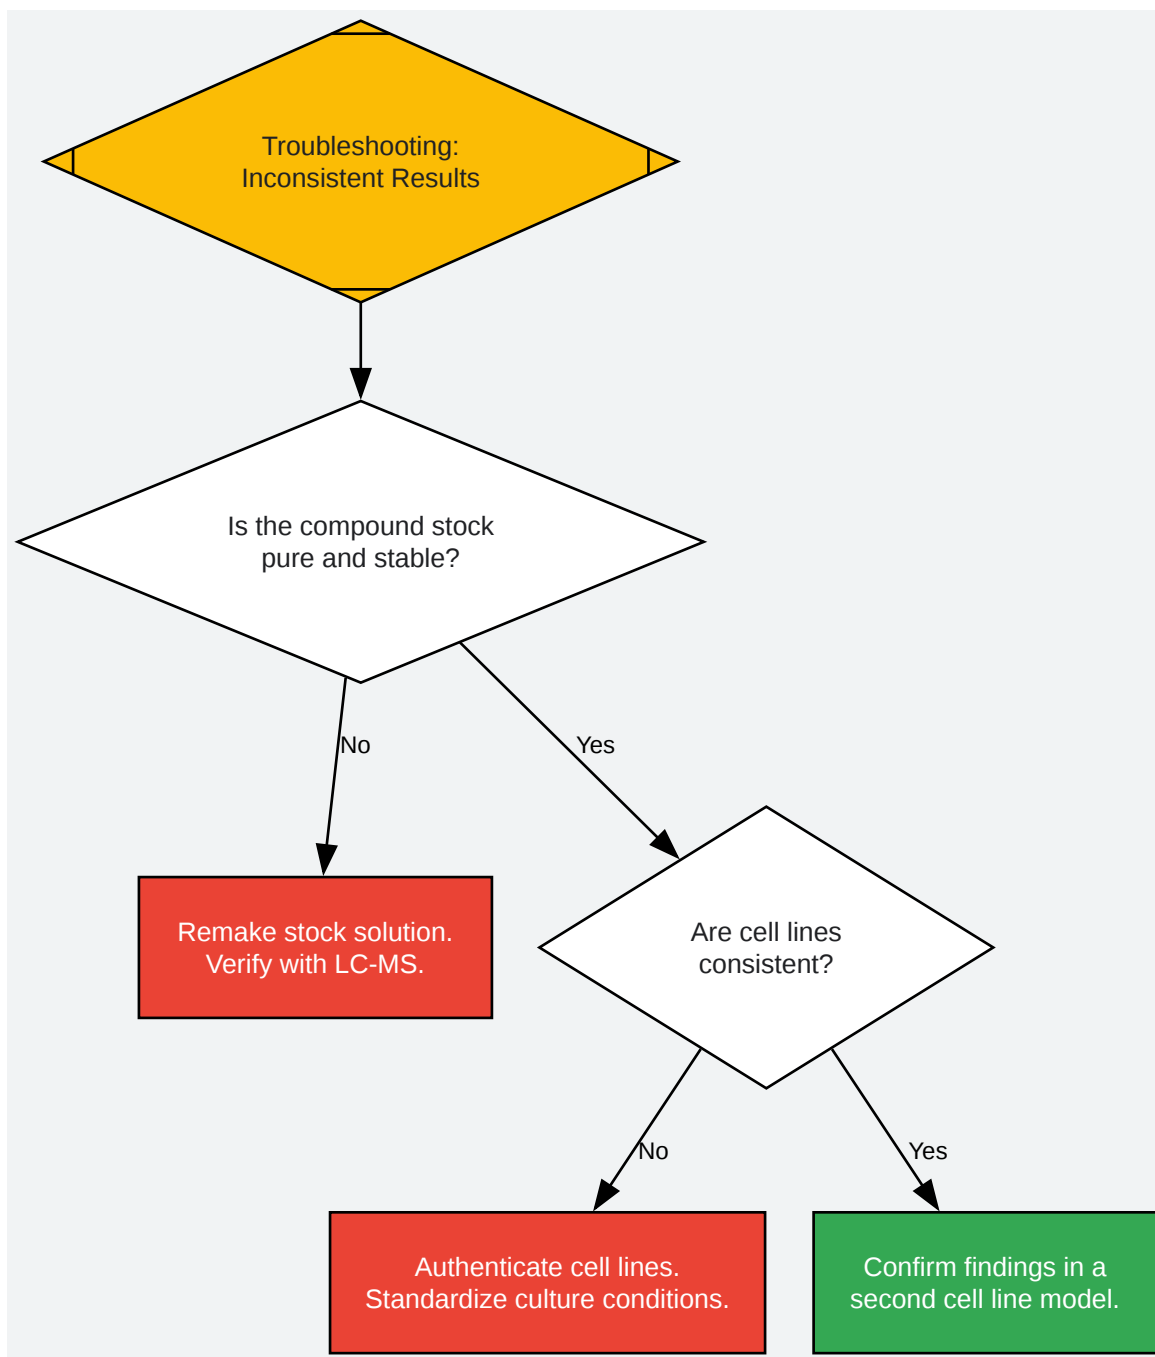 Troubleshooting:
Inconsistent Results
Is the compound stock
pure and stable?
No
Yes
Remake stock solution.
Verify with LC-MS.
Are cell lines
consistent?
No
Yes
Authenticate cell lines.
Standardize culture conditions.
Confirm findings in a
second cell line model.